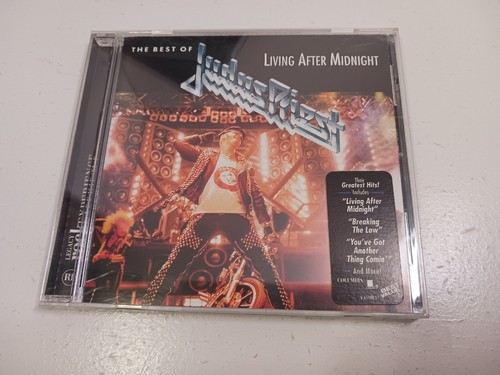 THE BEST OF
LIVING AFTER MIDNIGHT
Judas Priest
Their
Greatest Hits!
Includes
"Living After
Midnight"
"Breaking
The Law"
"You've Got
Another
Thing Comin'"
And More!
COLUMBIA
LEGACY